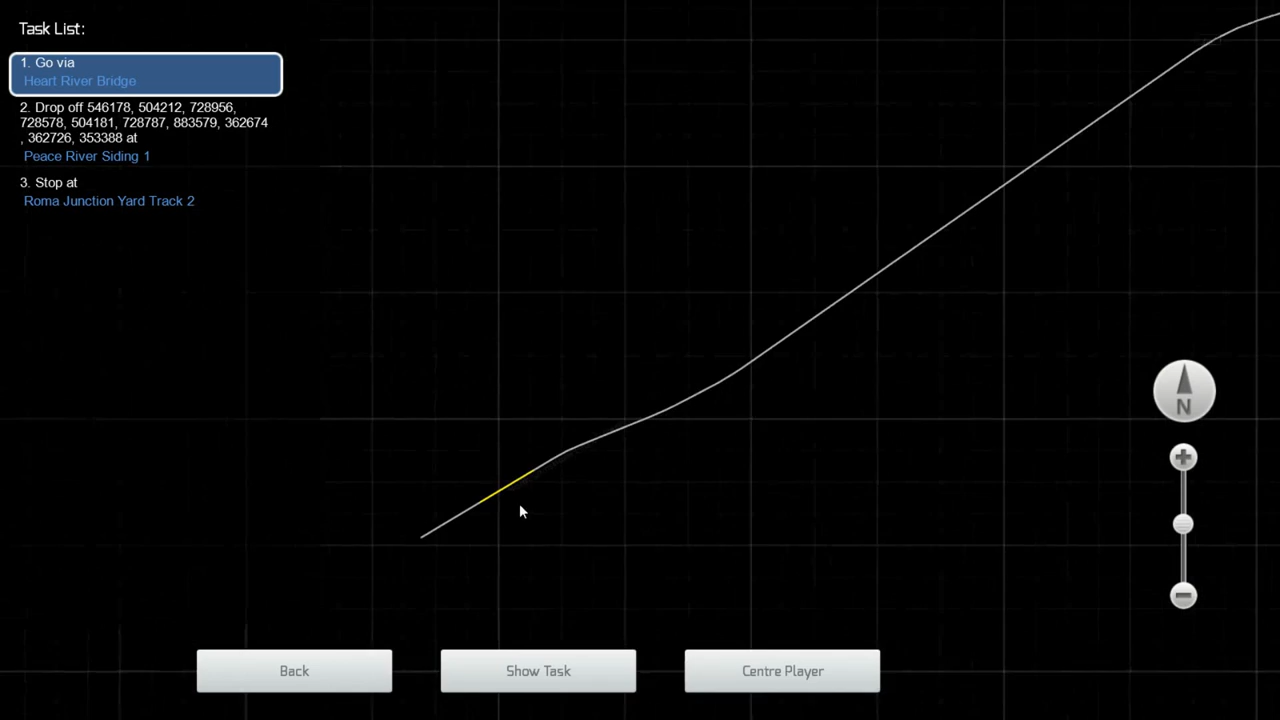 Task List:
1. Go via
Heart River Bridge
2. Drop off 546178, 504212, 728956,
728578, 504181, 728787, 883579, 362674
, 362726, 353388 at
Peace River Siding 1
3. Stop at
Roma Junction Yard Track 2
N
Back
Show Task
Centre Player